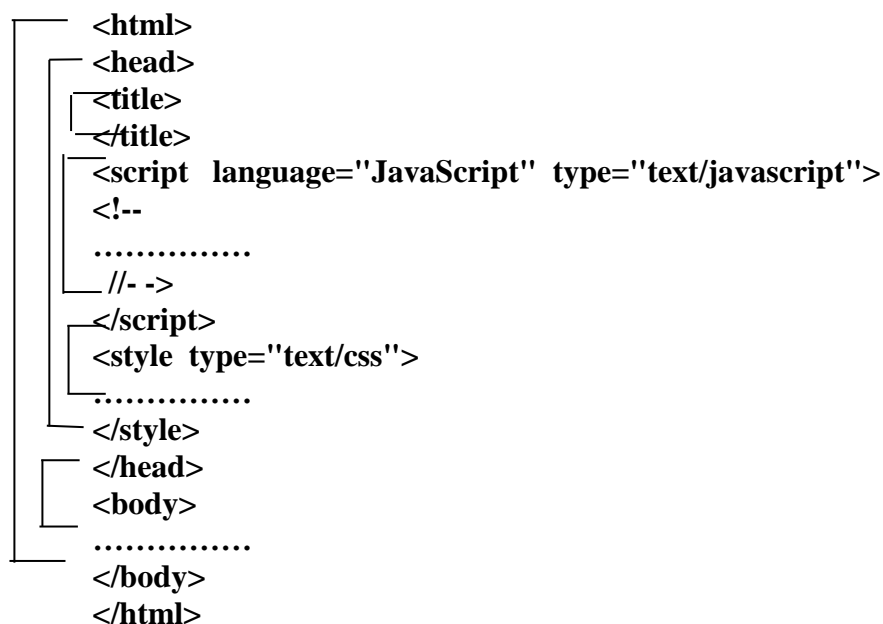 <html>
<head>
<title>
</title>
<script language="JavaScript" type="text/javascript">
<!--
……………
//- ->
</script>
<style type="text/css">
……………
</style>
</head>
<body>
……………
</body>
</html>